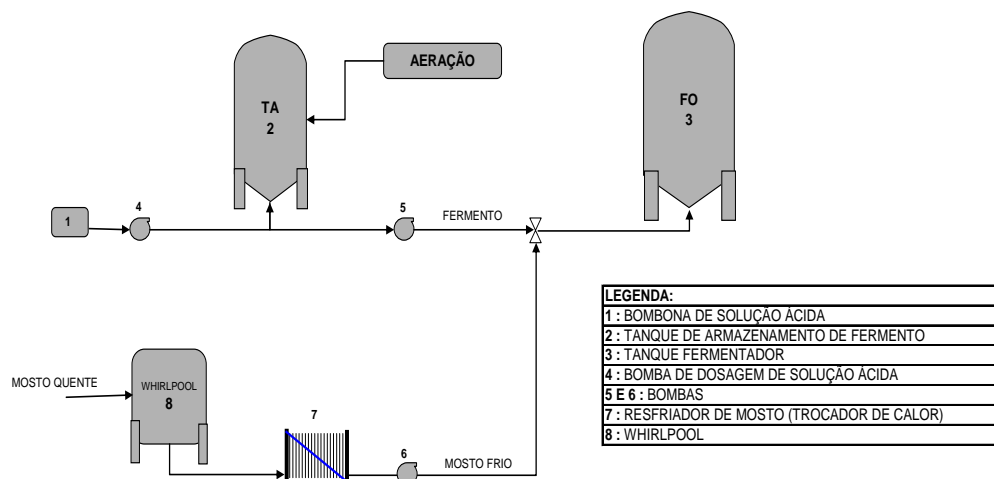 AERAÇÃO
TA
2
FO
3
4
5
FERMENTO
1
LEGENDA:
1 : BOMBONA DE SOLUÇÃO ÁCIDA
2 : TANQUE DE ARMAZENAMENTO DE FERMENTO
3 : TANQUE FERMENTADOR
4 : BOMBA DE DOSAGEM DE SOLUÇÃO ÁCIDA
5 E 6 : BOMBAS
7 : RESFRIADOR DE MOSTO (TROCADOR DE CALOR)
8 : WHIRLPOOL
MOSTO QUENTE
WHIRLPOOL
8
7
6
MOSTO FRIO